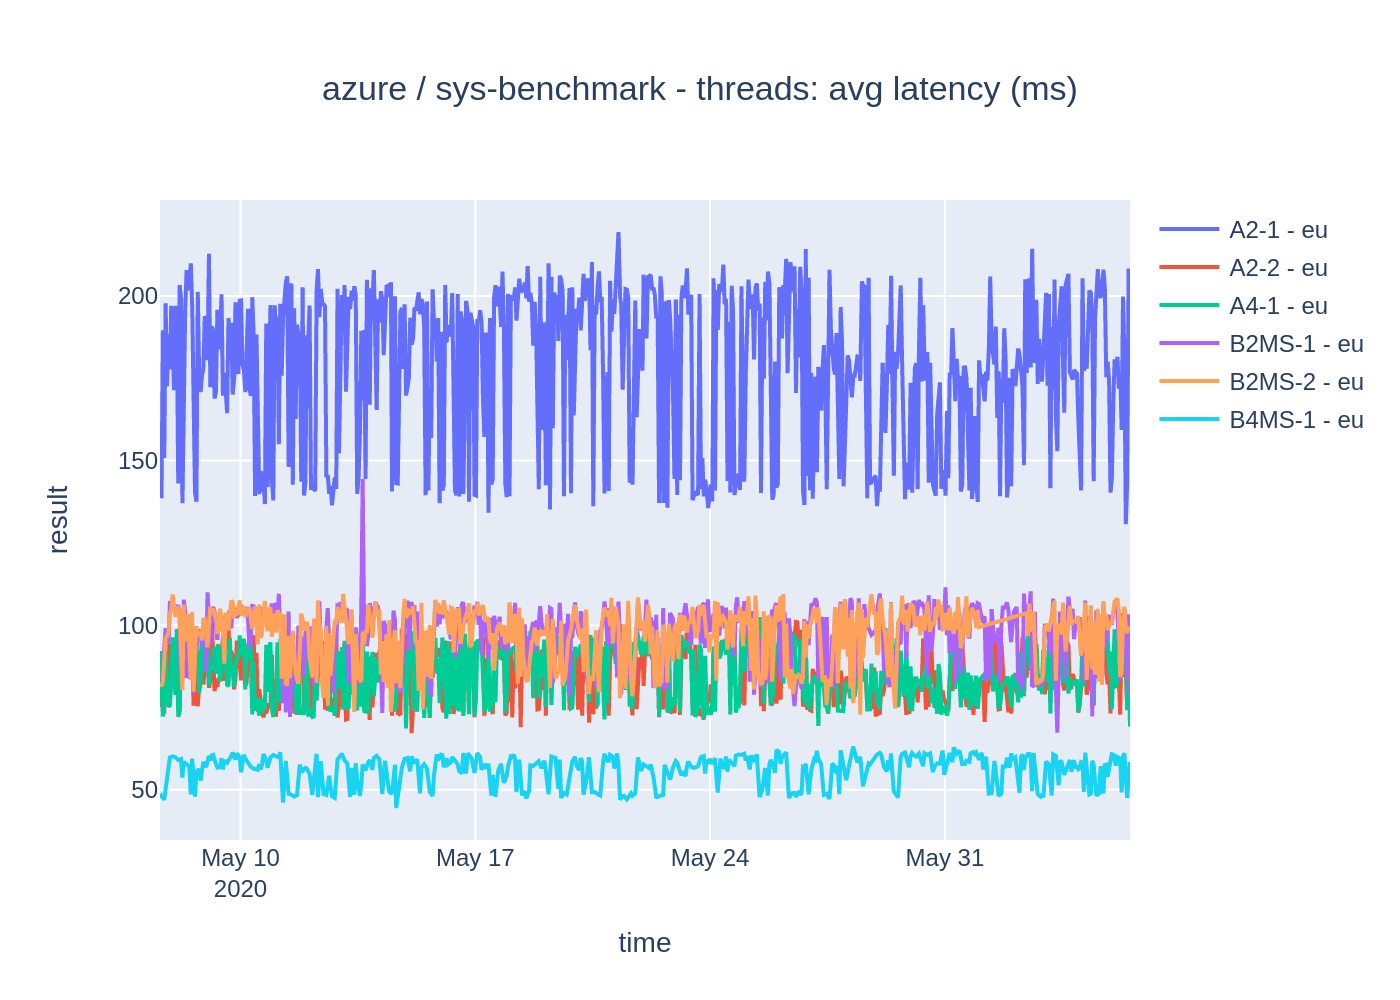 azure / sys-benchmark - threads: avg latency (ms)
A2-1 - eu
A2-2 - eu
A4-1 - eu
B2MS-1 - eu
B2MS-2 - eu
B4MS-1 - eu
200
150
100
50
result
May 10
2020
May 17
May 24
May 31
time